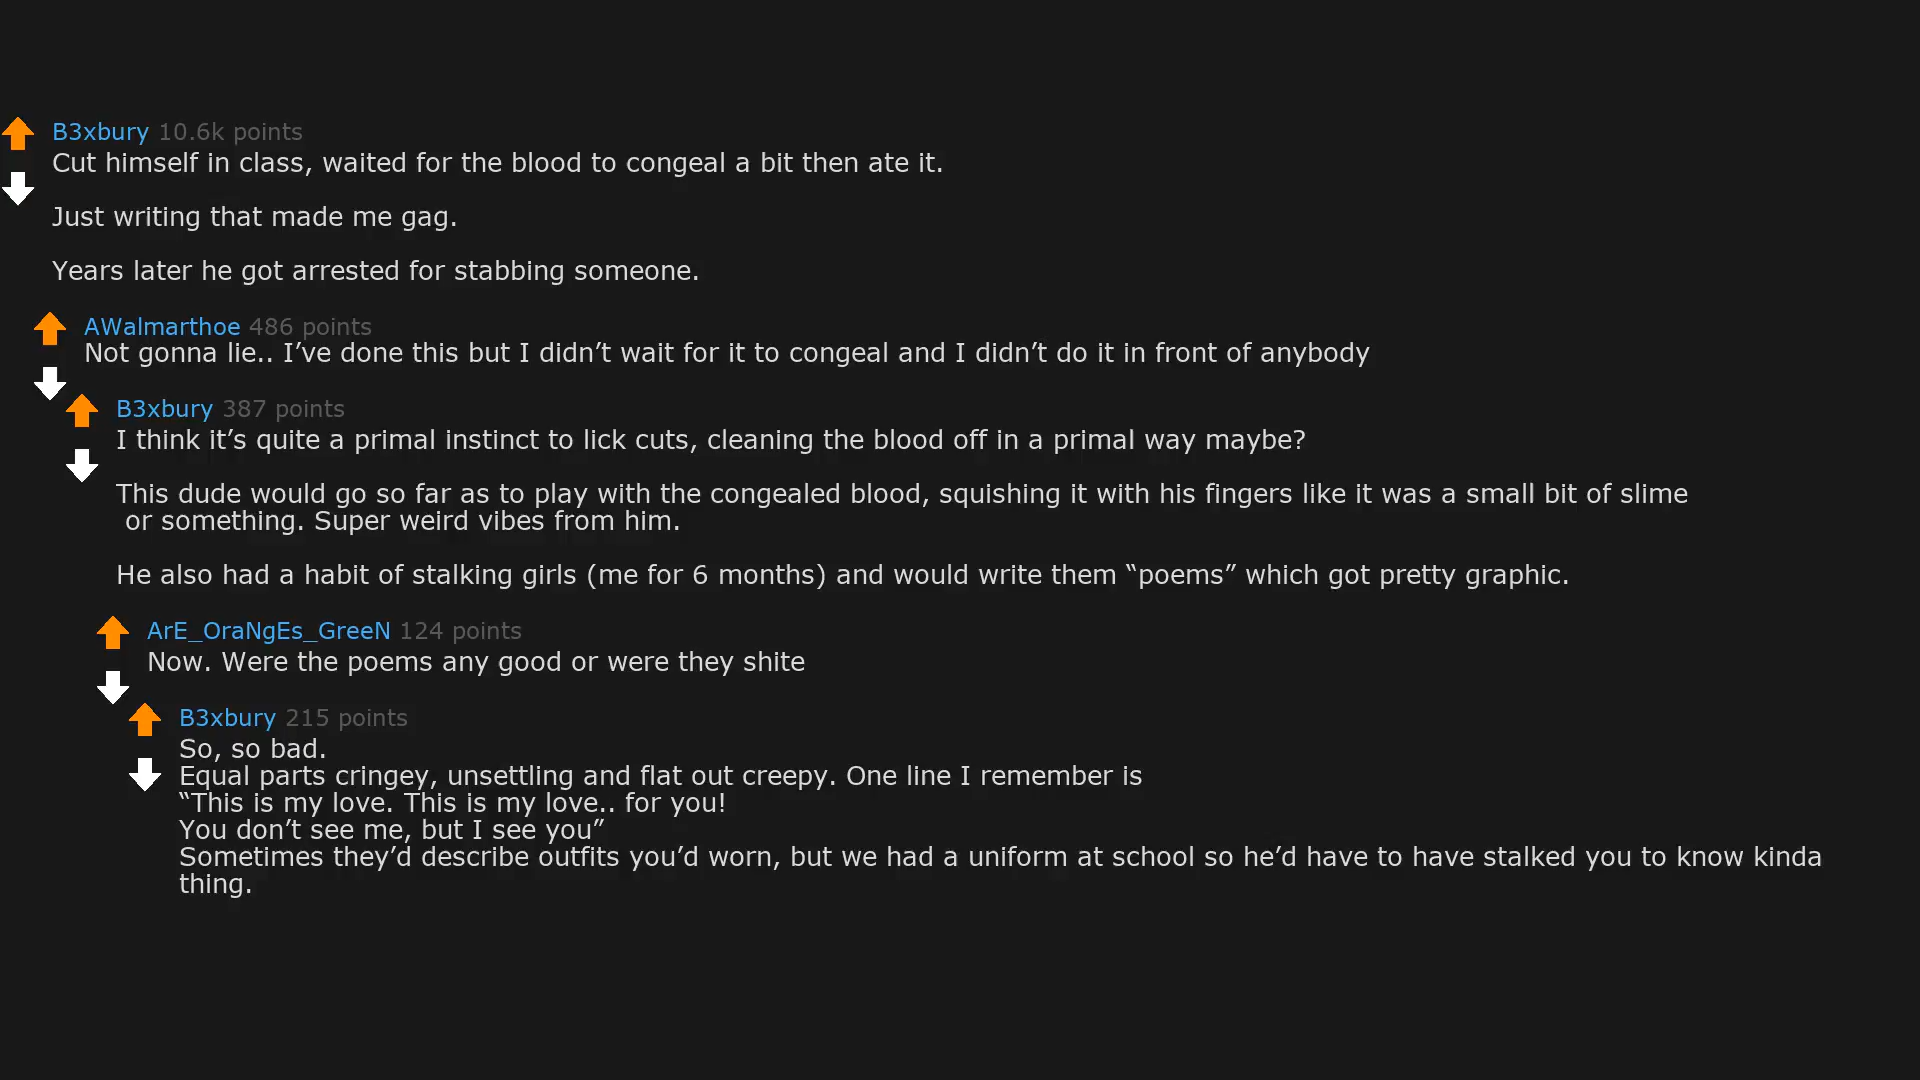 B3xbury 10.6k points
Cut himself in class, waited for the blood to congeal a bit then ate it.
Just writing that made me gag.
Years later he got arrested for stabbing someone.
AWalmarthoe 486 points
Not gonna lie.. I’ve done this but I didn’t wait for it to congeal and I didn’t do it in front of anybody
B3xbury 387 points
I think it’s quite a primal instinct to lick cuts, cleaning the blood off in a primal way maybe?
This dude would go so far as to play with the congealed blood, squishing it with his fingers like it was a small bit of slime
or something. Super weird vibes from him.
He also had a habit of stalking girls (me for 6 months) and would write them “poems” which got pretty graphic.
ArE_OraNgEs_GreeN 124 points
Now. Were the poems any good or were they shite
B3xbury 215 points
So, so bad.
Equal parts cringey, unsettling and flat out creepy. One line I remember is
“This is my love. This is my love.. for you!
You don’t see me, but I see you”
Sometimes they’d describe outfits you’d worn, but we had a uniform at school so he’d have to have stalked you to know kinda
thing.